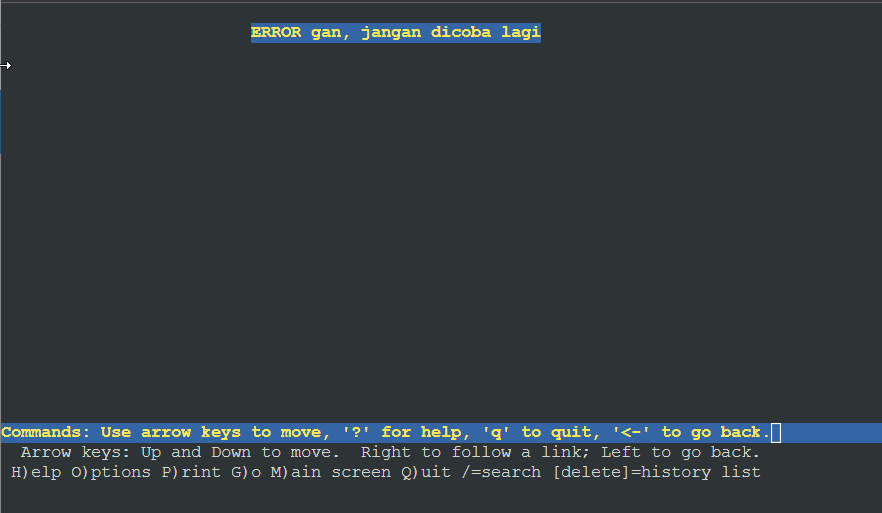 ERROR gan, jangan dicoba lagi
Commands: Use arrow keys to move, '?' for help, 'q' to quit, '<-' to go back.
Arrow keys: Up and Down to move.  Right to follow a link; Left to go back.
H)elp O)ptions P)rint G)o M)ain screen Q)uit /=search [delete]=history list